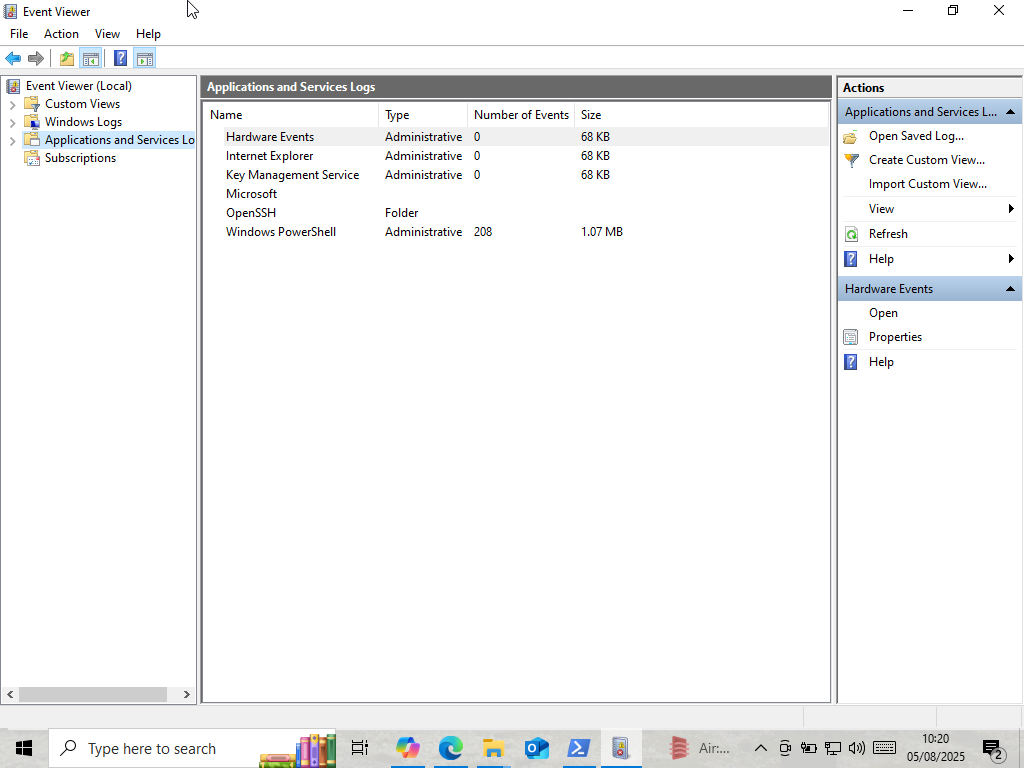 Event Viewer
File Action View Help
Event Viewer (Local)
Custom Views
Windows Logs
Applications and Services Lo
Subscriptions
Applications and Services Logs
Name Type Number of Events Size
Hardware Events Administrative 0 68 KB
Internet Explorer Administrative 0 68 KB
Key Management Service Administrative 0 68 KB
Microsoft
OpenSSH Folder
Windows PowerShell Administrative 208 1.07 MB
Actions
Applications and Services L...
Open Saved Log...
Create Custom View...
Import Custom View...
View
Refresh
Help
Hardware Events
Open
Properties
Help
Type here to search
Air:...
10:20
05/08/2025
2